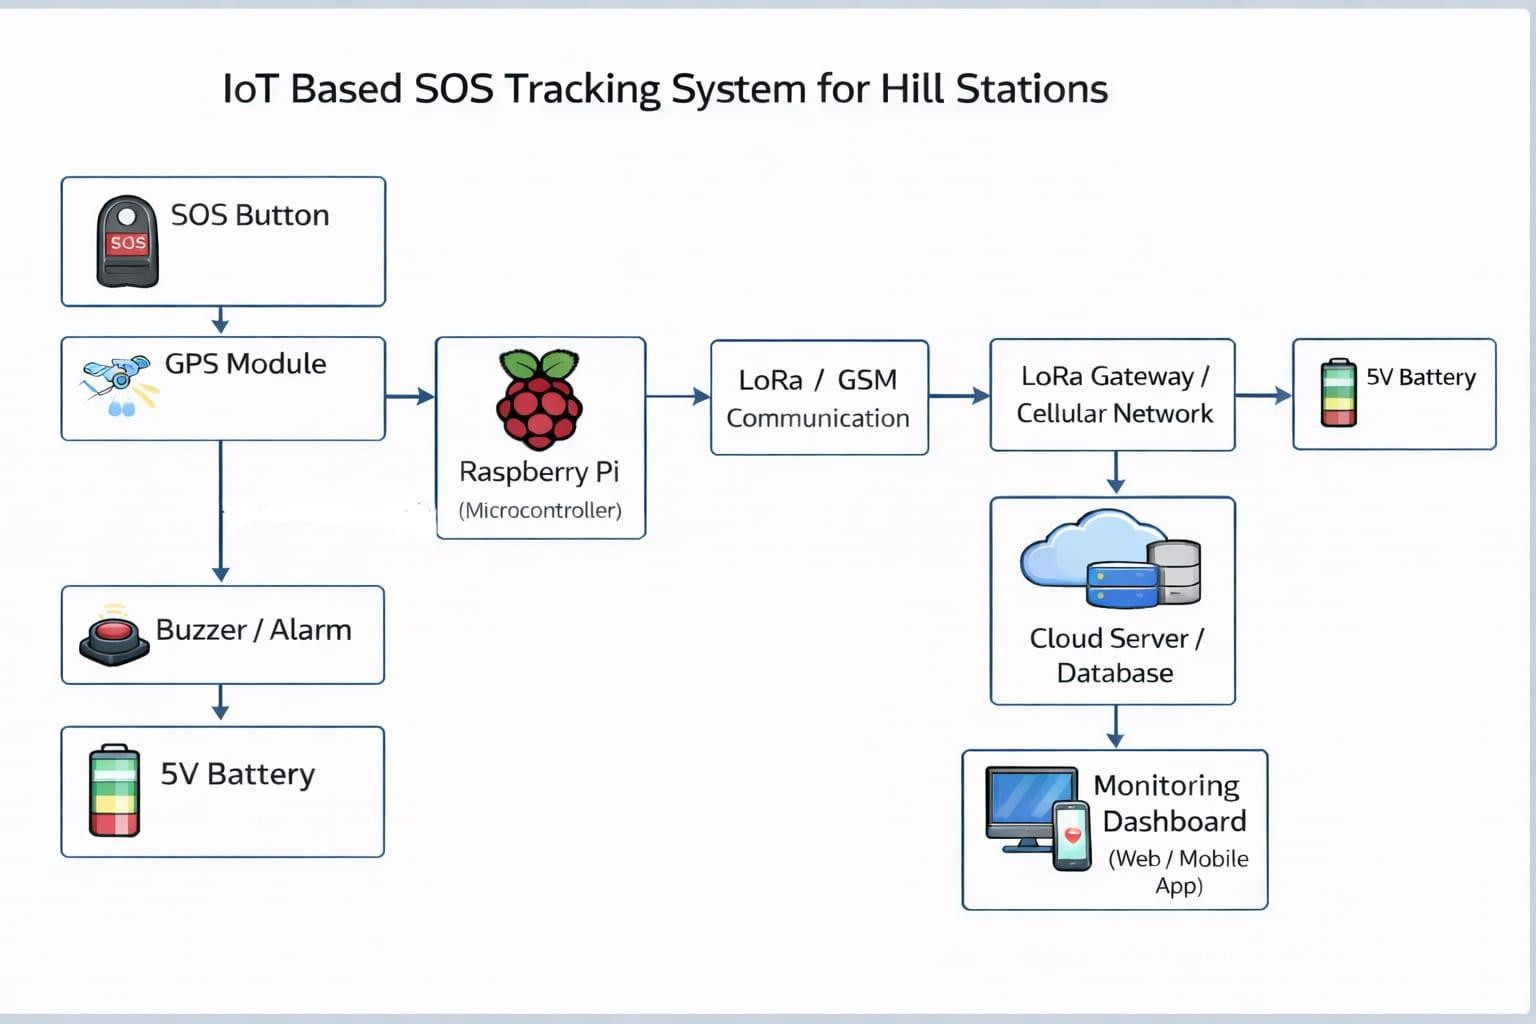 IoT Based SOS Tracking System for Hill Stations
SOS Button
SOS
GPS Module
Raspberry Pi
(Microcontroller)
LoRa / GSM
Communication
LoRa Gateway /
Cellular Network
5V Battery
Cloud Server /
Database
Buzzer / Alarm
5V Battery
Monitoring
Dashboard
(Web / Mobile
App)